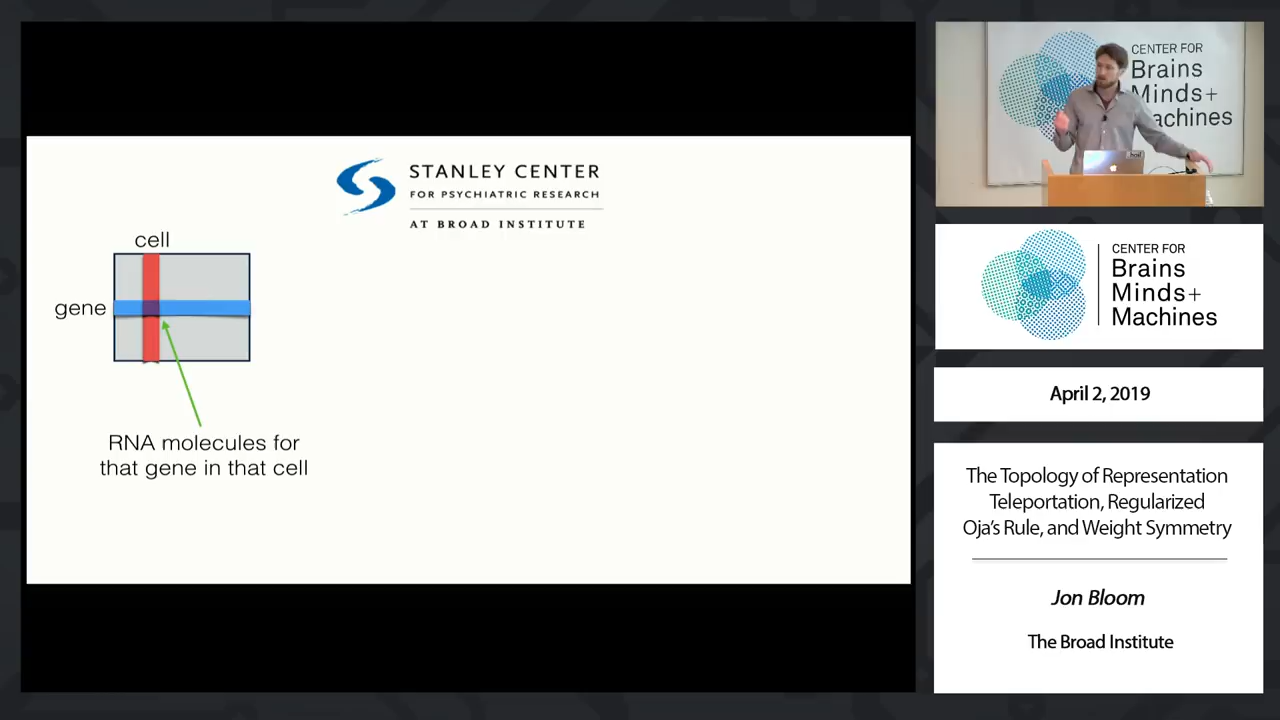 STANLEY CENTER
FOR PSYCHIATRIC RESEARCH
AT BROAD INSTITUTE
cell
gene
RNA molecules for
that gene in that cell
CENTER FOR
Brains
Minds+
Machines
CENTER FOR
Brains
Minds+
Machines
April 2, 2019
The Topology of Representation
Teleportation, Regularized
Oja's Rule, and Weight Symmetry
Jon Bloom
The Broad Institute